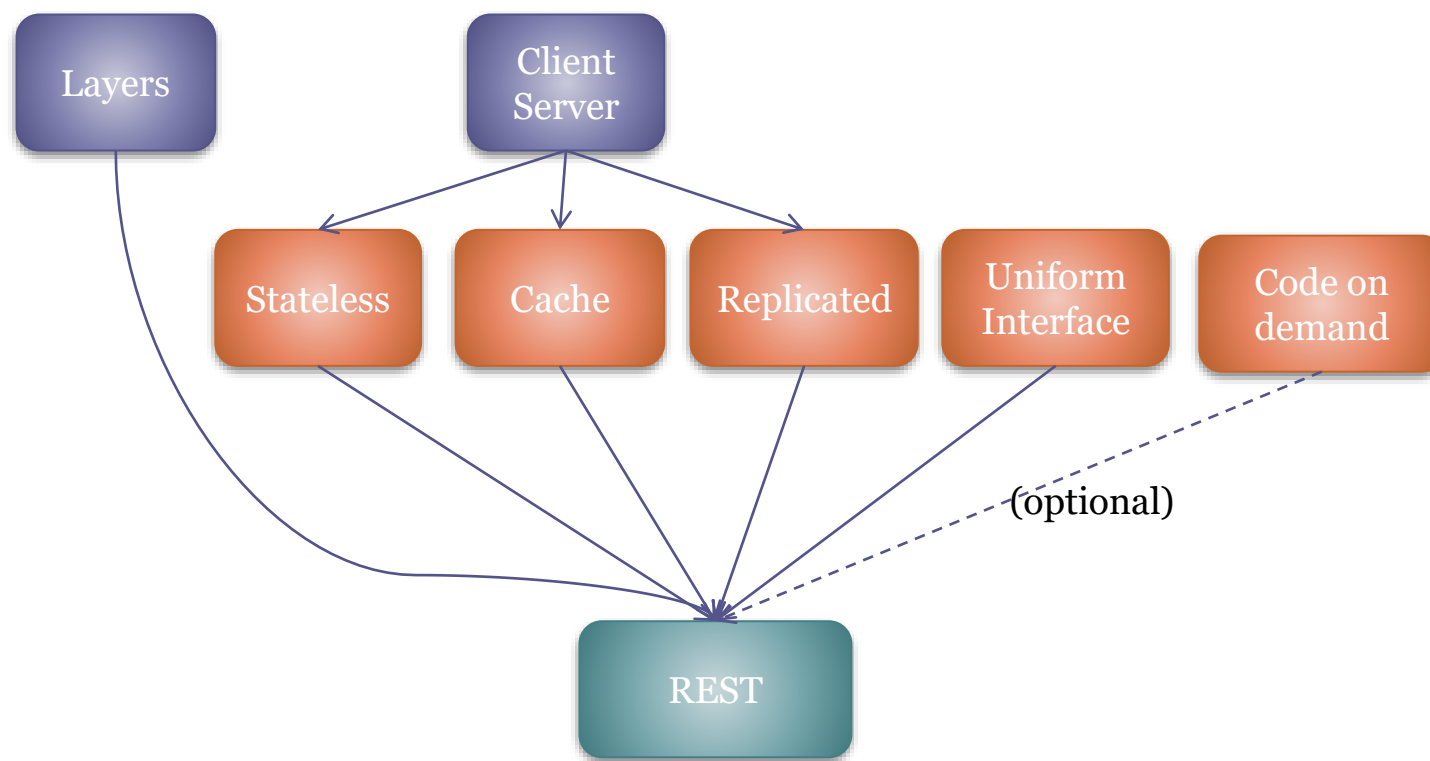 Layers
Client
Server
Stateless
Cache
Replicated
Uniform
Interface
Code on
demand
(optional)
REST